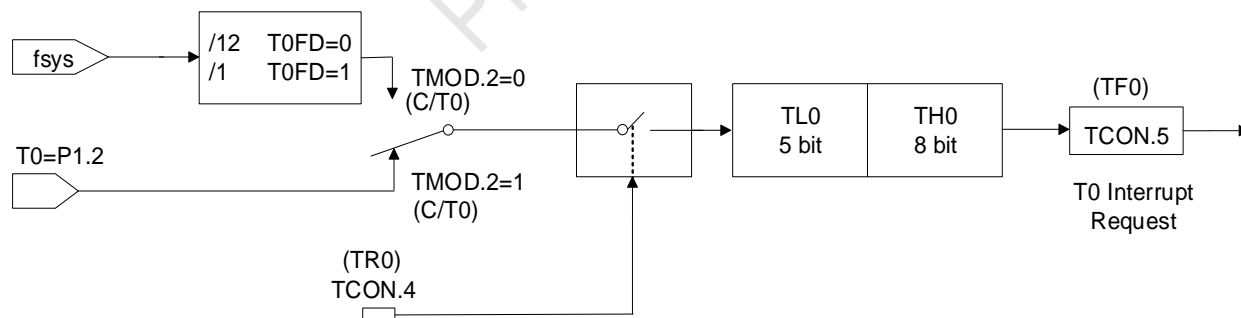 fsys
/12 T0FD=0
/1 T0FD=1
TMOD.2=0
(C/T0)
T0=P1.2
TMOD.2=1
(C/T0)
(TR0)
TCON.4
TL0
5 bit
TH0
8 bit
(TF0)
TCON.5
T0 Interrupt
Request